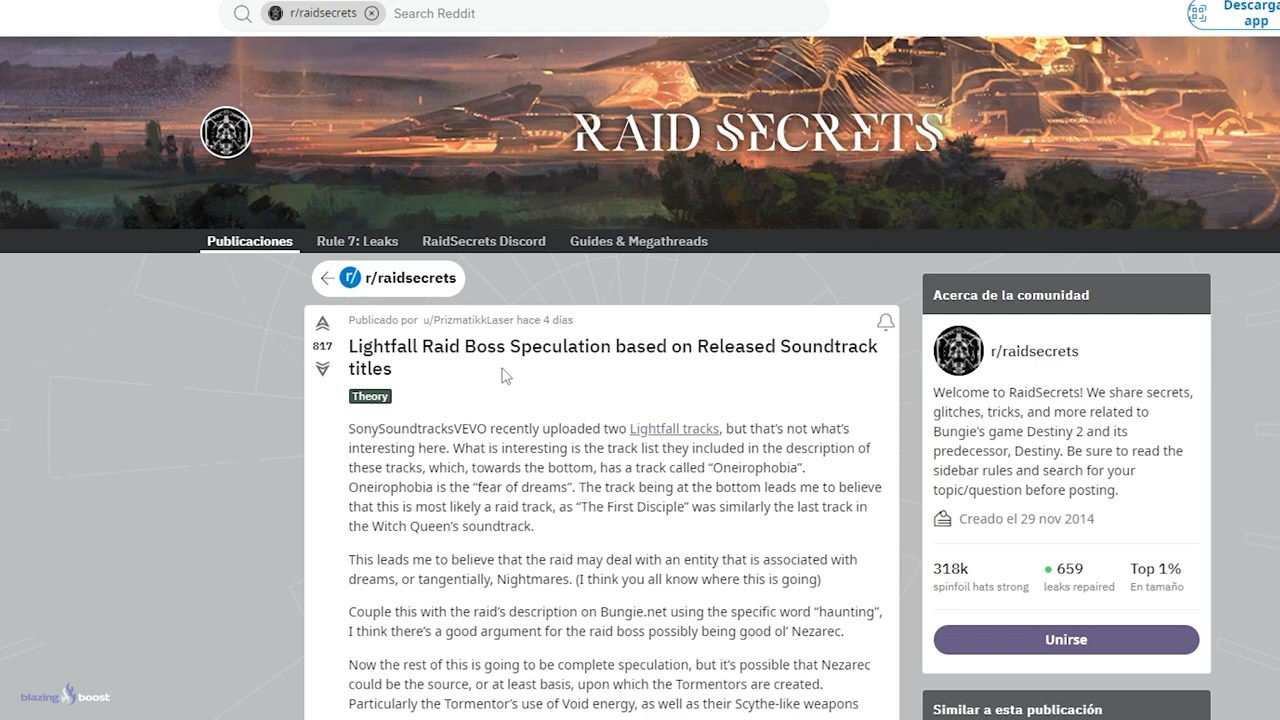 r/raidsecrets
Search Reddit
Descarga
app
RAID SECRETS
Publicaciones
Rule 7: Leaks
RaidSecrets Discord
Guides & Megathreads
r/raidsecrets
Publicado por u/PrizmatikkLaser hace 4 días
817
Lightfall Raid Boss Speculation based on Released Soundtrack
titles
Theory
SonySoundtracksVEVO recently uploaded two Lightfall tracks, but that's not what's
interesting here. What is interesting is the track list they included in the description of
these tracks, which, towards the bottom, has a track called “Oneirophobia”.
Oneirophobia is the “fear of dreams”. The track being at the bottom leads me to believe
that this is most likely a raid track, as “The First Disciple” was similarly the last track in
the Witch Queen's soundtrack.
This leads me to believe that the raid may deal with an entity that is associated with
dreams, or tangentially, Nightmares. (I think you all know where this is going)
Couple this with the raid's description on Bungie.net using the specific word “haunting”,
I think there's a good argument for the raid boss possibly being good ol' Nezarec.
Now the rest of this is going to be complete speculation, but it's possible that Nezarec
could be the source, or at least basis, upon which the Tormentors are created.
Particularly the Tormentor's use of Void energy, as well as their Scythe-like weapons
Acerca de la comunidad
r/raidsecrets
Welcome to RaidSecrets! We share secrets,
glitches, tricks, and more related to
Bungie's game Destiny 2 and its
predecessor, Destiny. Be sure to read the
sidebar rules and search for your
topic/question before posting.
Creado el 29 nov 2014
318k
spinfoil hats strong
659
leaks repaired
Top 1%
En tamaño
Unirse
Similar a esta publicación
blazing boost